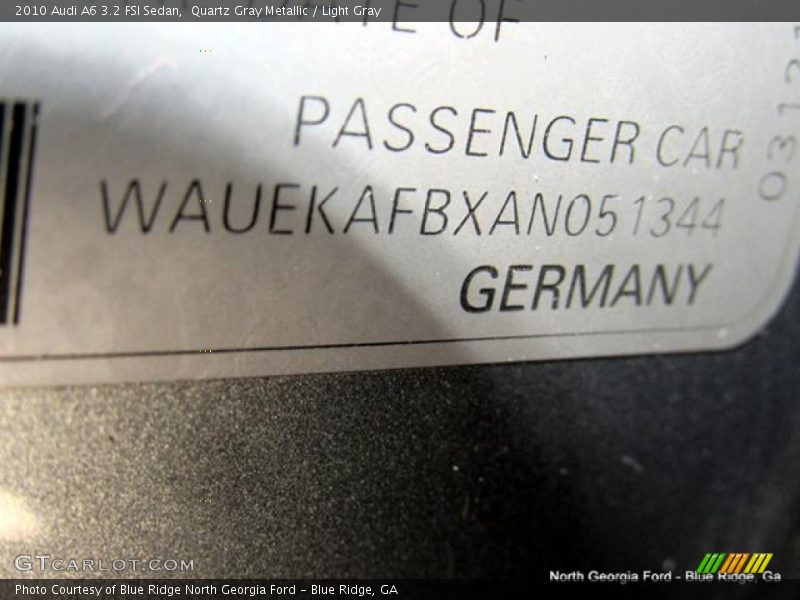 2010 Audi A6 3.2 FSI Sedan, Quartz Gray Metallic / Light Gray
OF
PASSENGER CAR
WAUEKAFBXAN051344
GERMANY
GTCARLOT.COM
North Georgia Ford - Blue Ridge, Ga
Photo Courtesy of Blue Ridge North Georgia Ford – Blue Ridge, GA